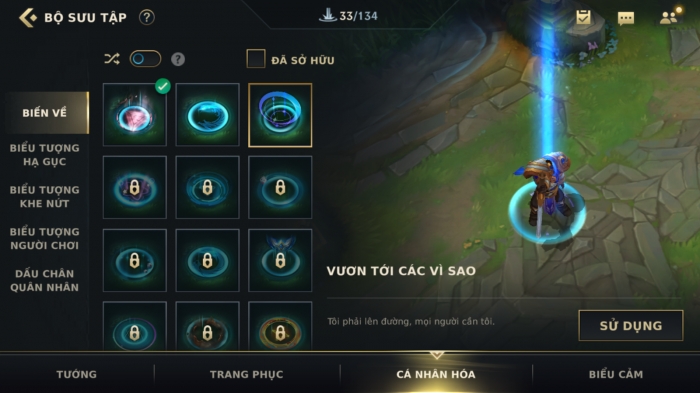 BỘ SƯU TẬP
?
33/134
?
ĐÃ SỞ HỮU
BIẾN VỀ
BIỂU TƯỢNG
HẠ GỤC
BIỂU TƯỢNG
KHE NỨT
BIỂU TƯỢNG
NGƯỜI CHƠI
DẤU CHÂN
QUÂN NHÂN
VƯƠN TỚI CÁC VÌ SAO
Tôi phải lên đường, mọi người cần tôi.
SỬ DỤNG
TƯỚNG
TRANG PHỤC
CÁ NHÂN HÓA
BIỂU CẢM